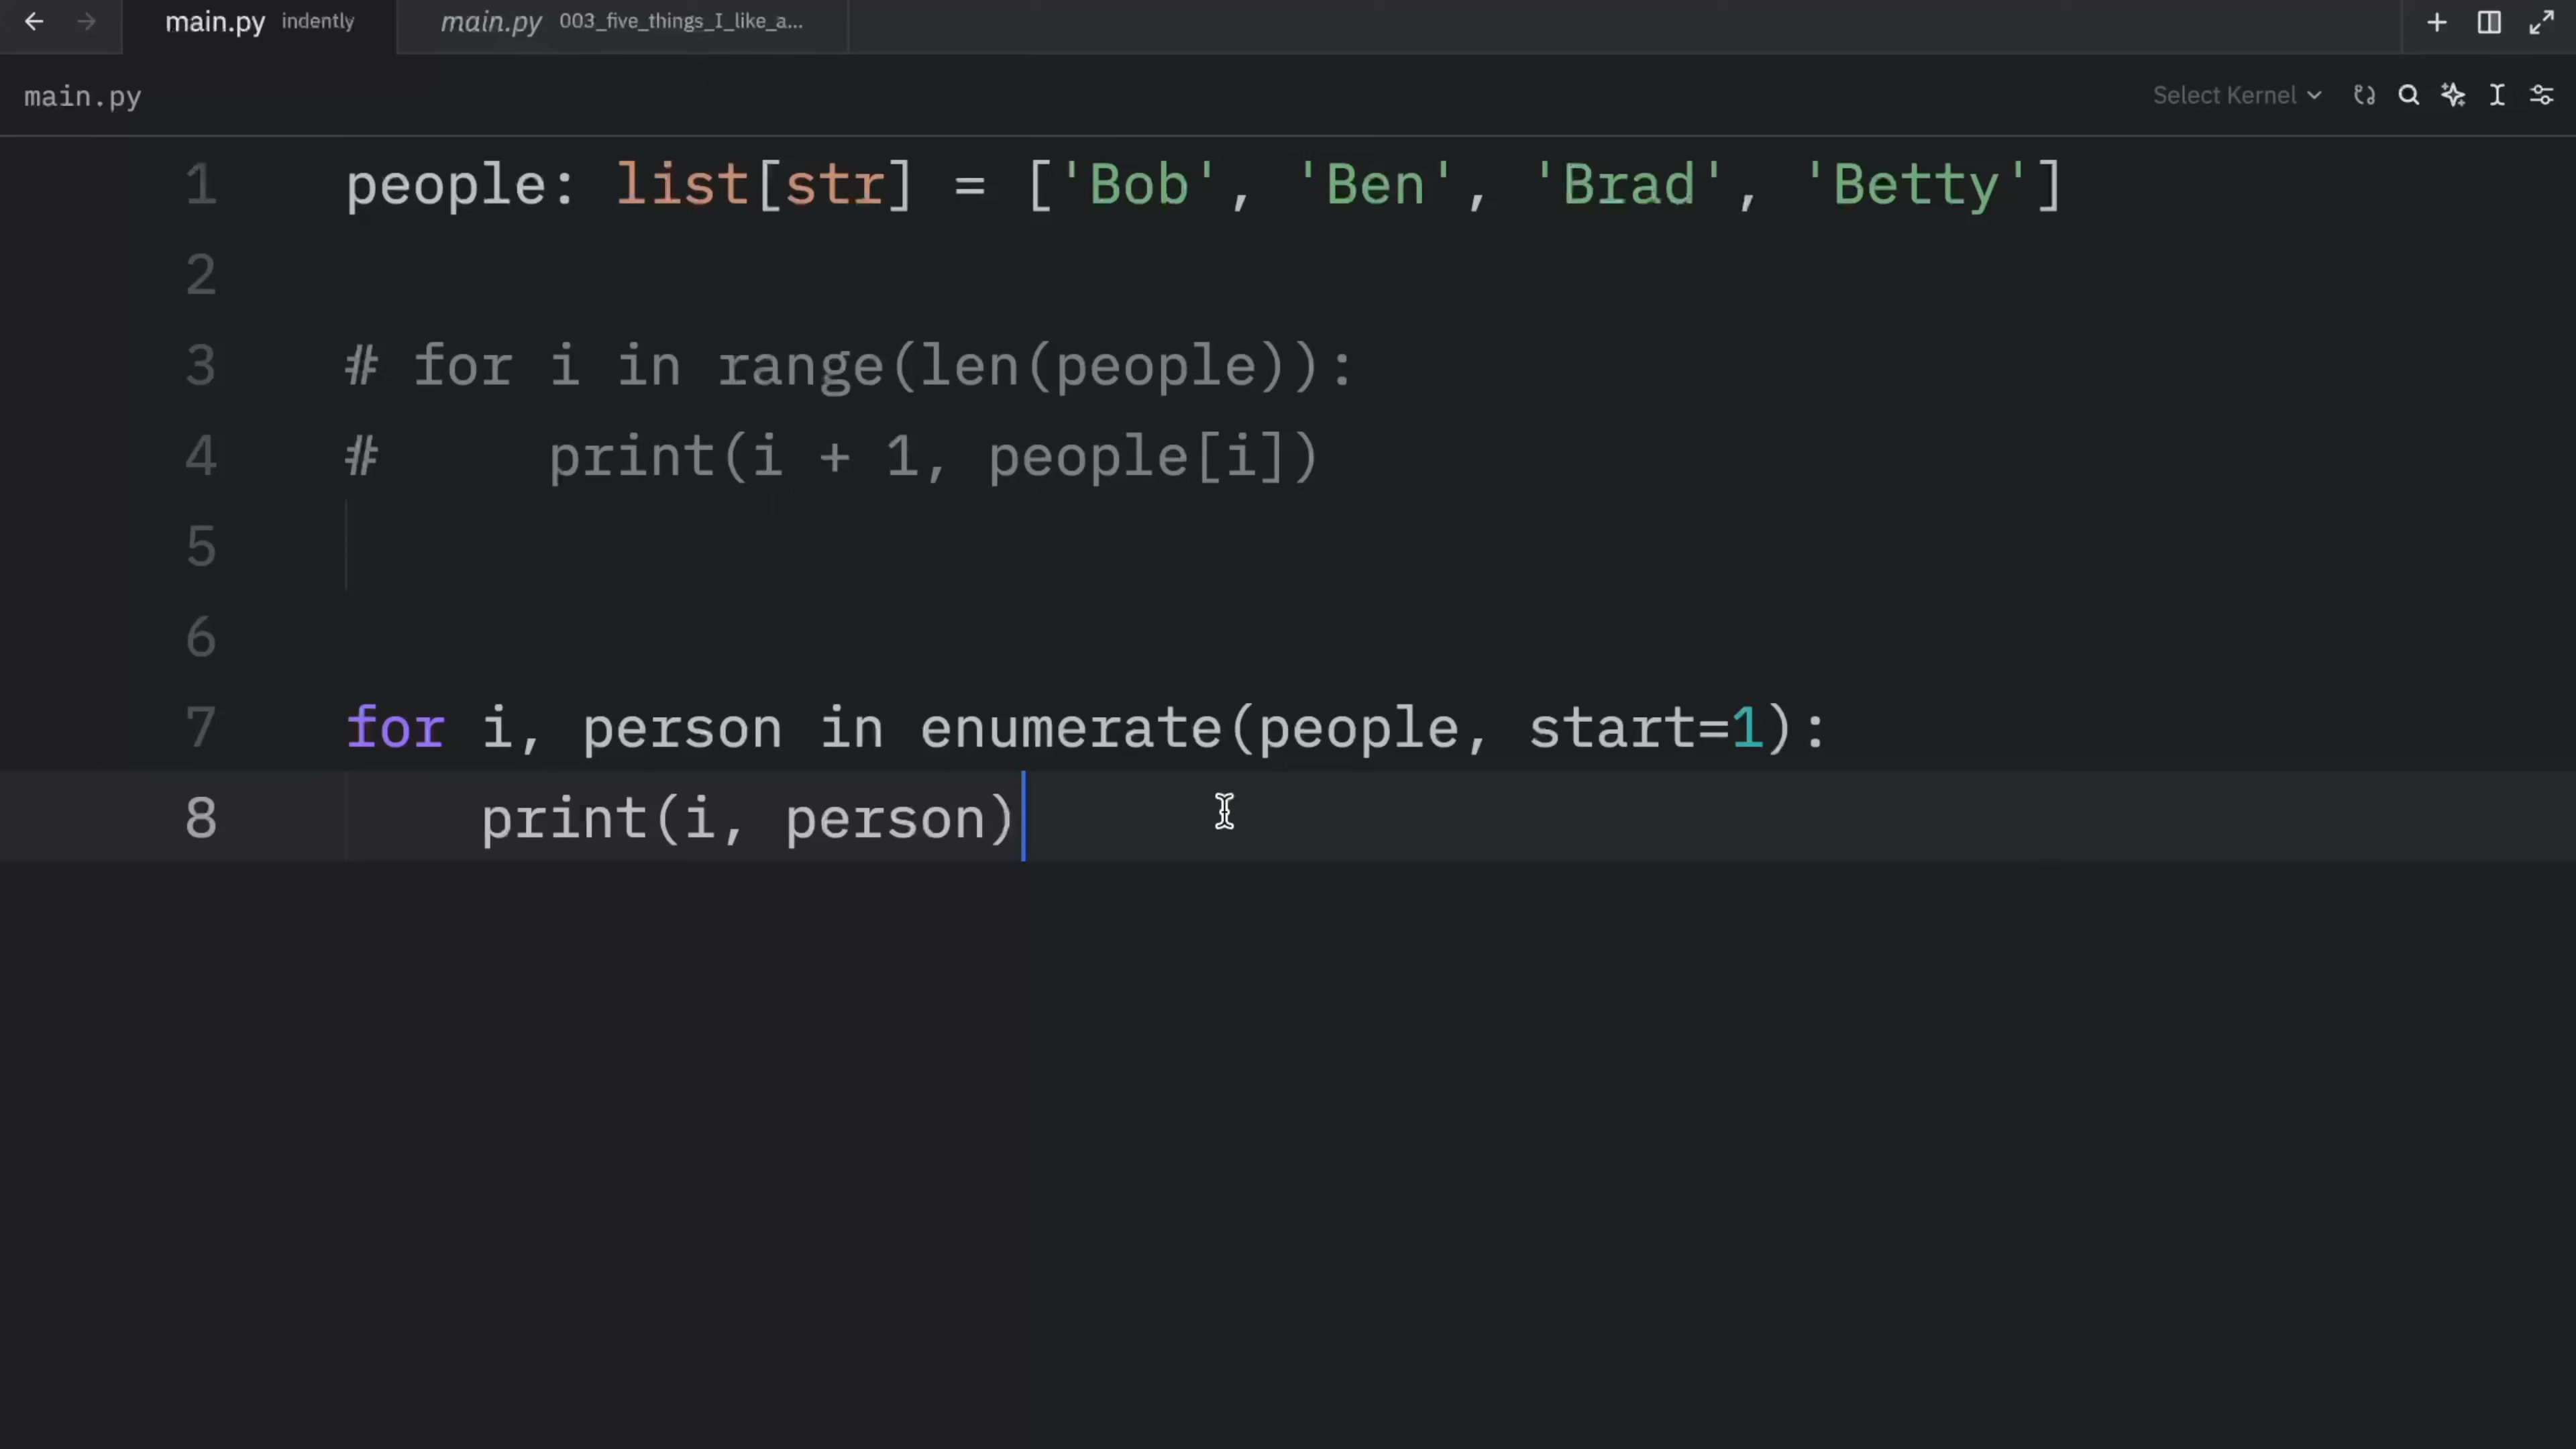 main.py indently main.py 003_five_things_I_like_a...
main.py Select Kernel
1 people: list[str] = ['Bob', 'Ben', 'Brad', 'Betty']
2
3 # for i in range(len(people)):
4 #     print(i + 1, people[i])
5
6
7 for i, person in enumerate(people, start=1):
8     print(i, person)